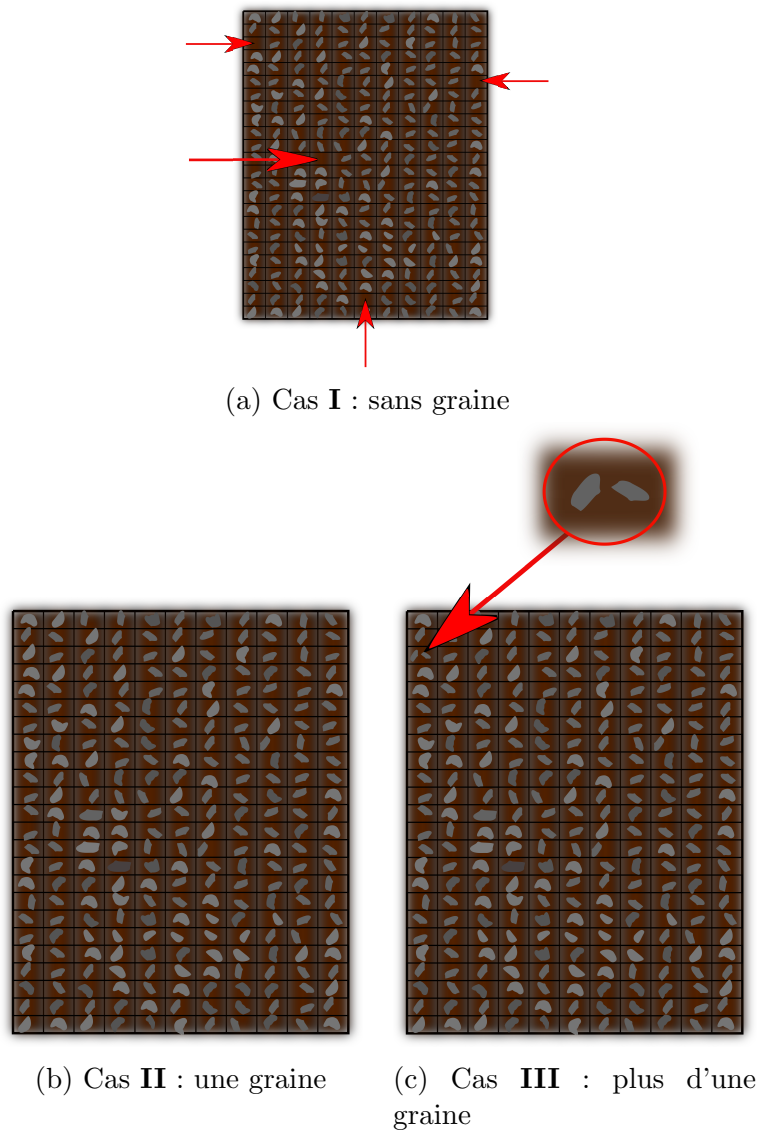 (a) Cas I : sans graine
(b) Cas II : une graine
(c) Cas III : plus d'une
graine